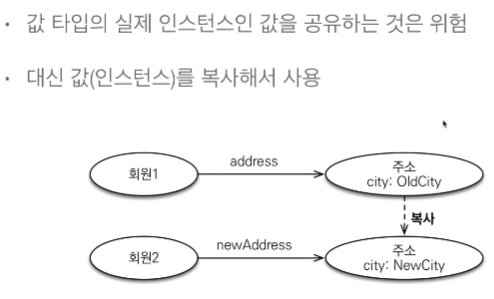 • 값 타입의 실제 인스턴스인 값을 공유하는 것은 위험
• 대신 값(인스턴스)를 복사해서 사용
회원1
address
주소
city: OldCity
복사
회원2
newAddress
주소
city: NewCity